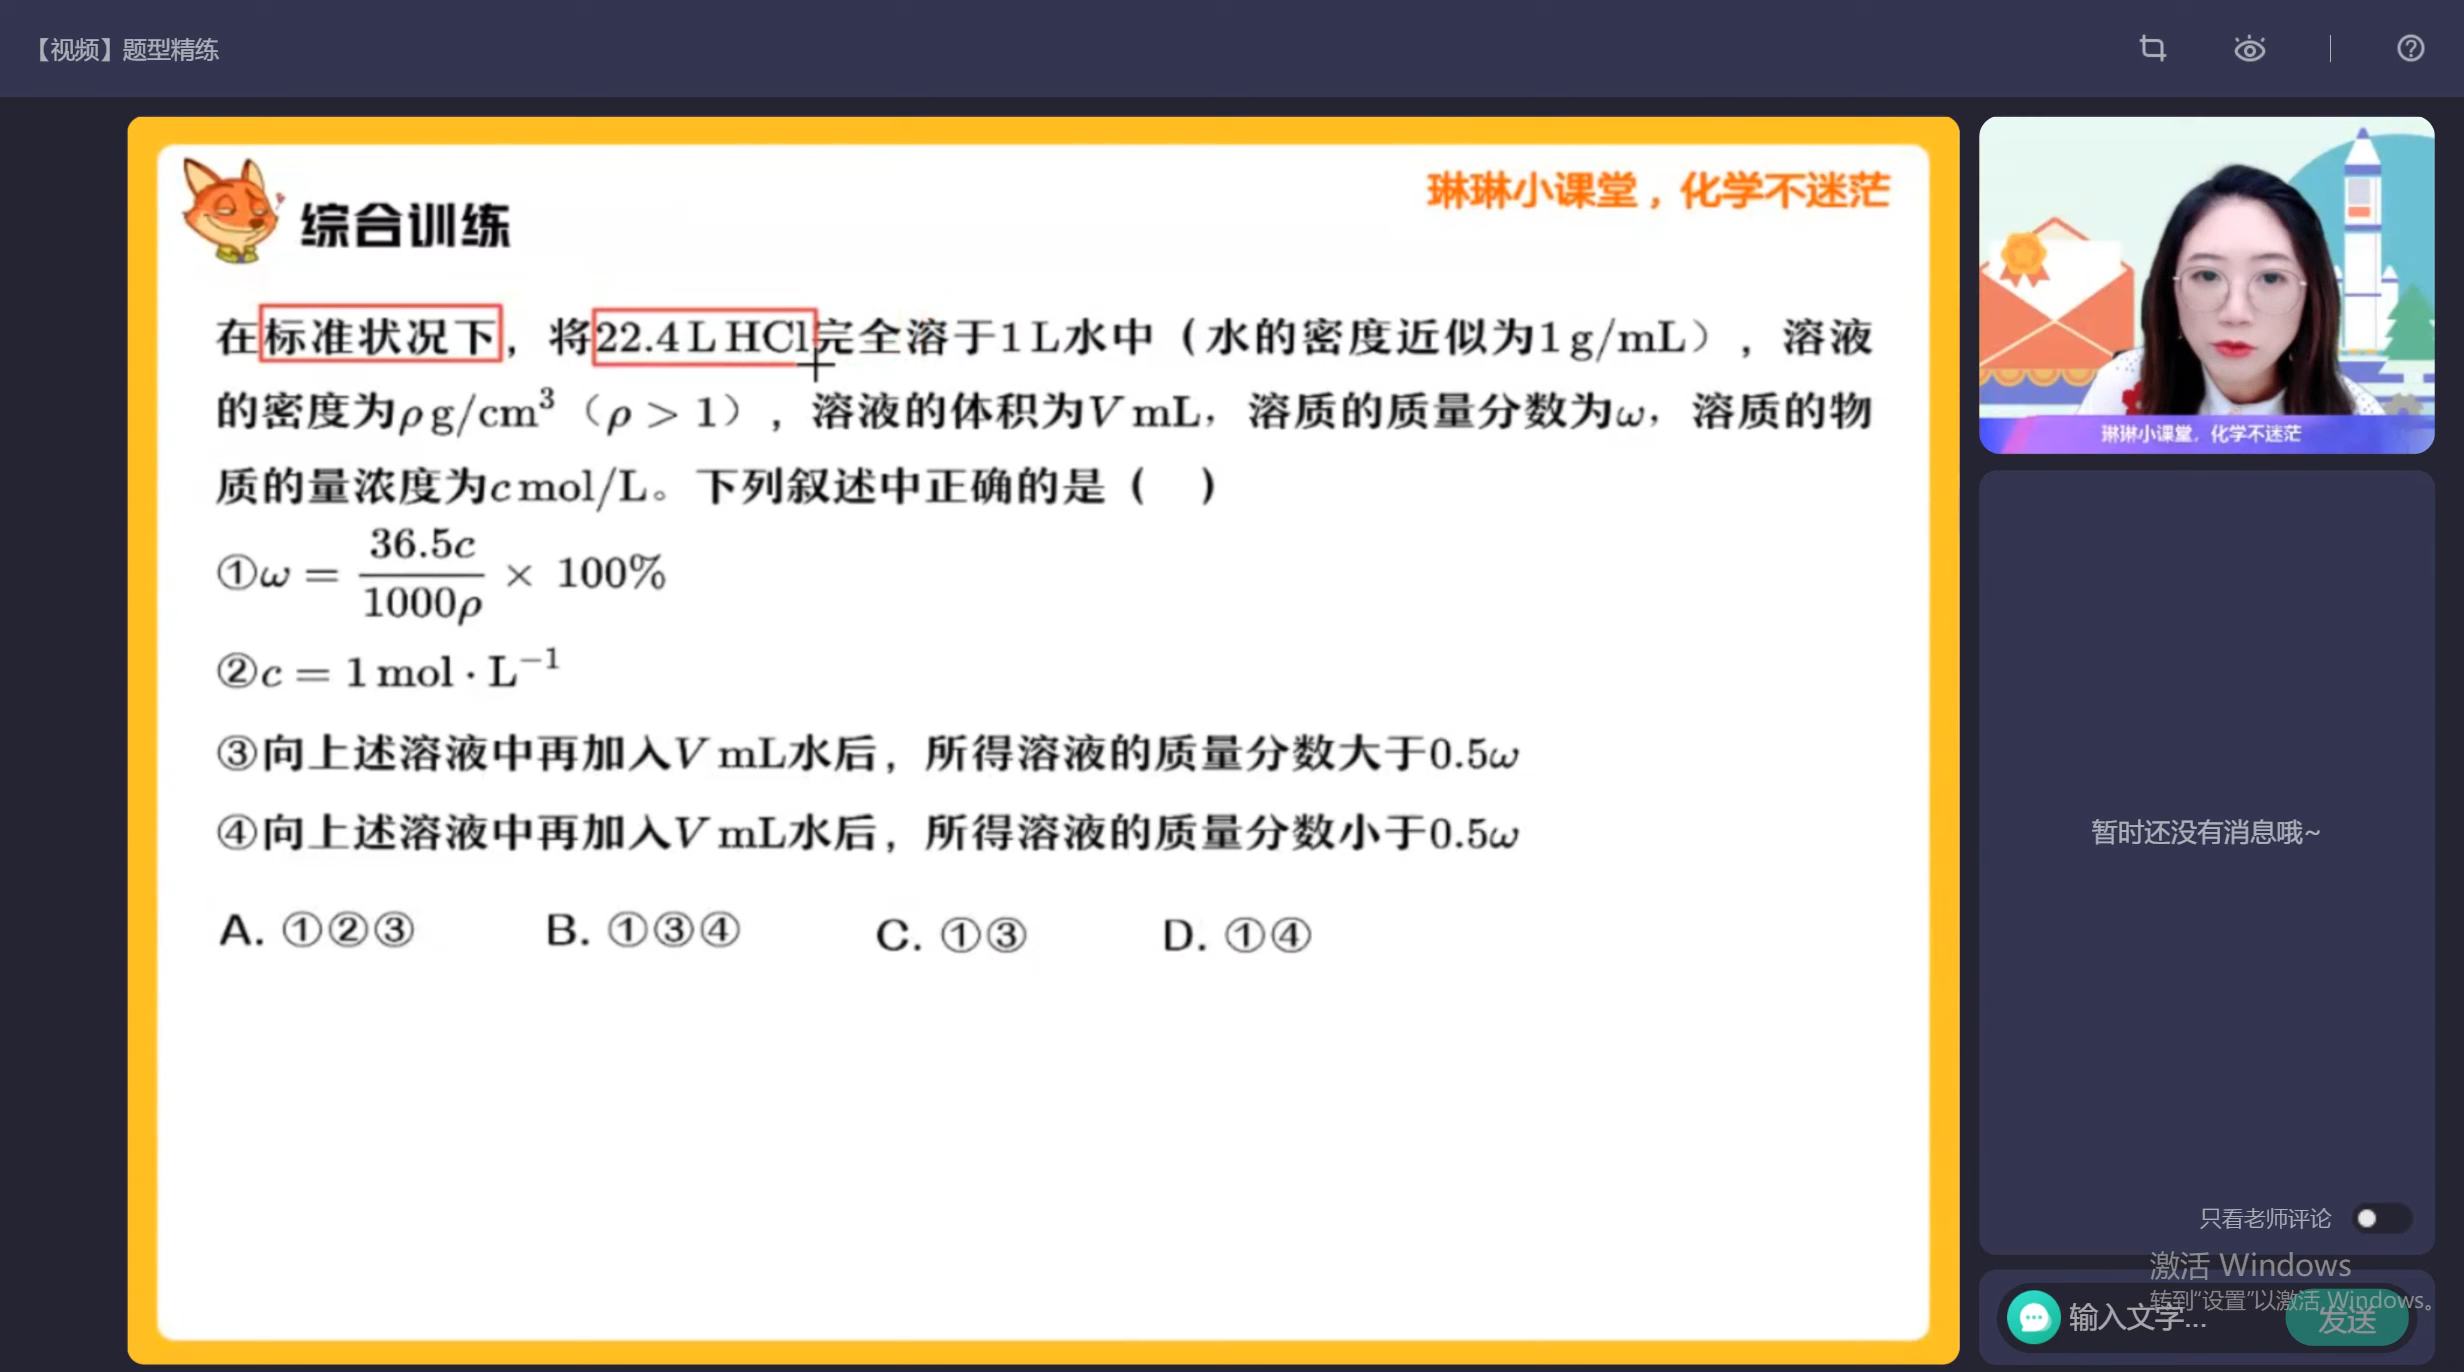 【视频】题型精练
综合训练
琳琳小课堂，化学不迷茫
在标准状况下，将22.4 L HCl完全溶于1 L水中（水的密度近似为1 g/mL），溶液
的密度为ρ g/cm³（ρ > 1），溶液的体积为V mL，溶质的质量分数为ω，溶质的物
质的量浓度为c mol/L。下列叙述中正确的是（ ）
①ω = 36.5c/1000ρ × 100%
②c = 1 mol · L⁻¹
③向上述溶液中再加入V mL水后，所得溶液的质量分数大于0.5ω
④向上述溶液中再加入V mL水后，所得溶液的质量分数小于0.5ω
A. ①②③ B. ①③④ C. ①③ D. ①④
琳琳小课堂，化学不迷茫
暂时还没有消息哦~
只看老师评论
激活 Windows
转到“设置”以激活 Windows。
输入文字...
发送